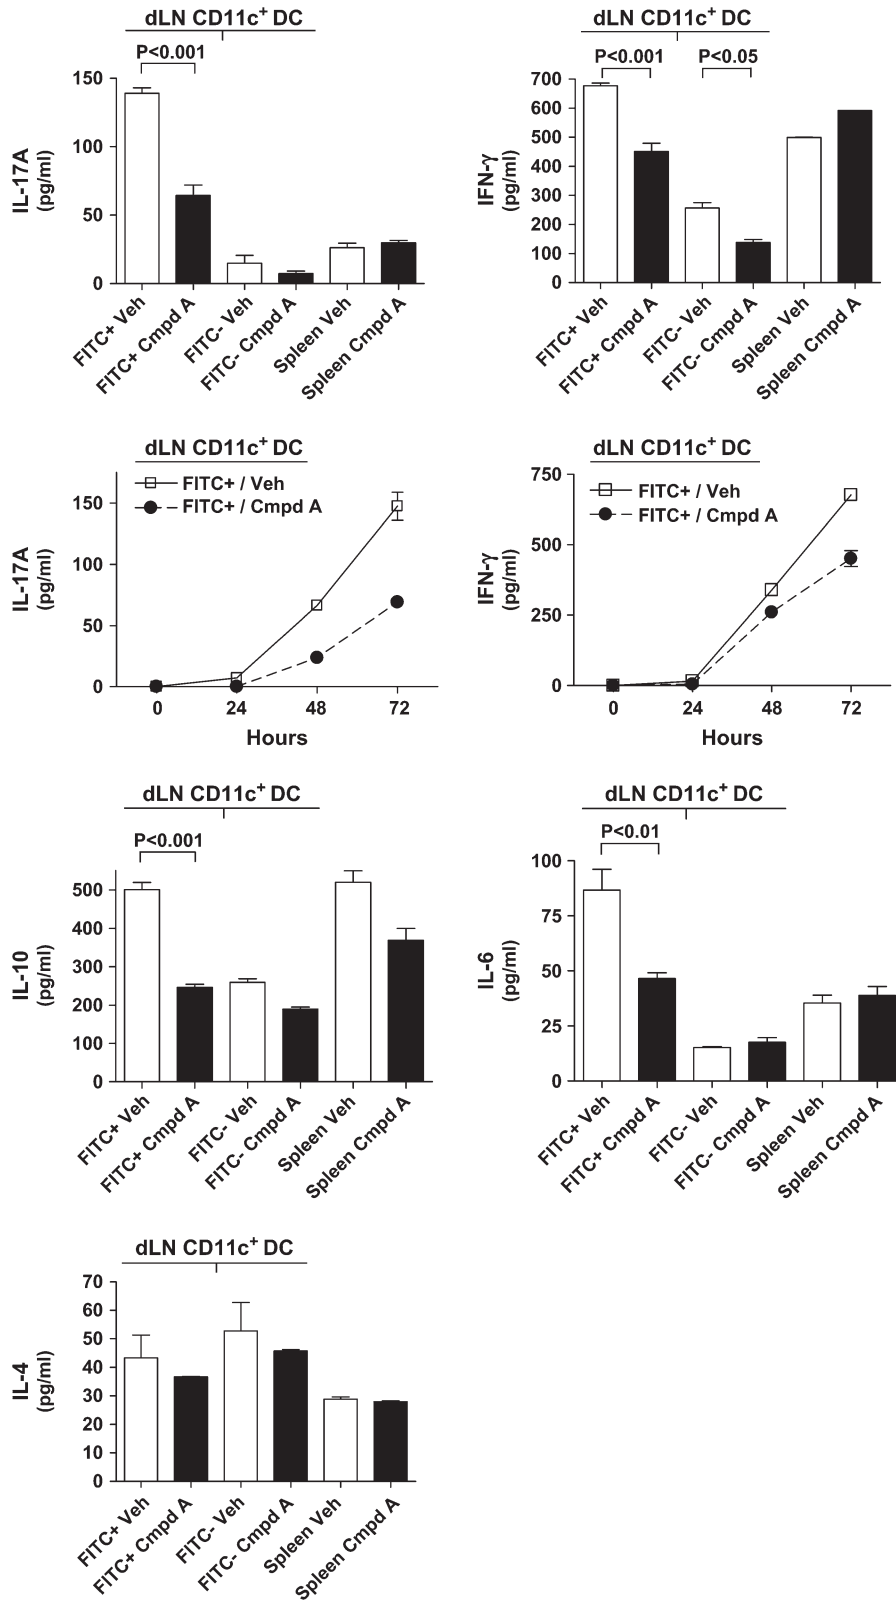 dLN CD11c+ DC
P<0.001
IL-17A
(pg/ml)
150
100
50
0
FITC+ Veh
FITC+ Cmpd A
FITC- Veh
FITC- Cmpd A
Spleen Veh
Spleen Cmpd A
dLN CD11c+ DC
P<0.001
P<0.05
IFN-γ
(pg/ml)
700
600
500
400
300
200
100
0
FITC+ Veh
FITC+ Cmpd A
FITC- Veh
FITC- Cmpd A
Spleen Veh
Spleen Cmpd A
dLN CD11c+ DC
FITC+ / Veh
FITC+ / Cmpd A
IL-17A
(pg/ml)
150
100
50
0
0 24 48 72
Hours
dLN CD11c+ DC
FITC+ / Veh
FITC+ / Cmpd A
IFN-γ
(pg/ml)
750
500
250
0
0 24 48 72
Hours
dLN CD11c+ DC
P<0.001
IL-10
(pg/ml)
500
400
300
200
100
0
FITC+ Veh
FITC+ Cmpd A
FITC- Veh
FITC- Cmpd A
Spleen Veh
Spleen Cmpd A
dLN CD11c+ DC
P<0.01
IL-6
(pg/ml)
100
75
50
25
0
FITC+ Veh
FITC+ Cmpd A
FITC- Veh
FITC- Cmpd A
Spleen Veh
Spleen Cmpd A
dLN CD11c+ DC
IL-4
(pg/ml)
70
60
50
40
30
20
10
0
FITC+ Veh
FITC+ Cmpd A
FITC- Veh
FITC- Cmpd A
Spleen Veh
Spleen Cmpd A